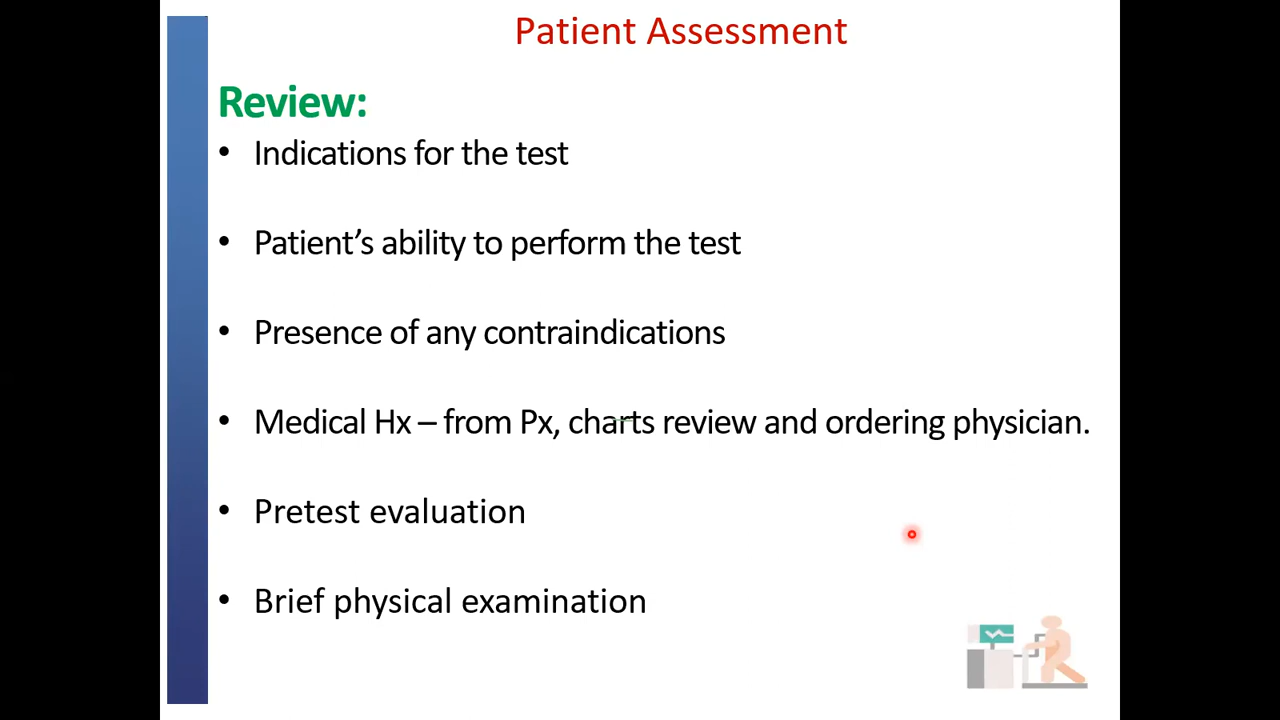 Patient Assessment
Review:
• Indications for the test
• Patient’s ability to perform the test
• Presence of any contraindications
• Medical Hx – from Px, charts review and ordering physician.
• Pretest evaluation
• Brief physical examination